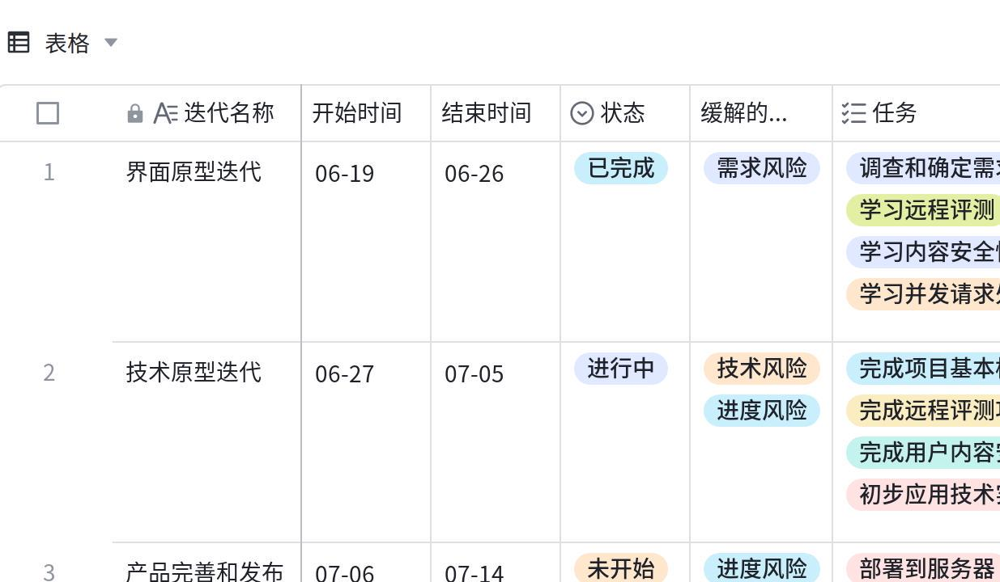 表格
迭代名称 开始时间 结束时间 状态 缓解的... 任务
1 界面原型迭代 06-19 06-26 已完成 需求风险 调查和确定需
学习远程评测
学习内容安全
学习并发请求
2 技术原型迭代 06-27 07-05 进行中 技术风险 完成项目基本
进度风险 完成远程评测
完成用户内容
初步应用技术
3 产品完善和发布 07-06 07-14 未开始 进度风险 部署到服务器